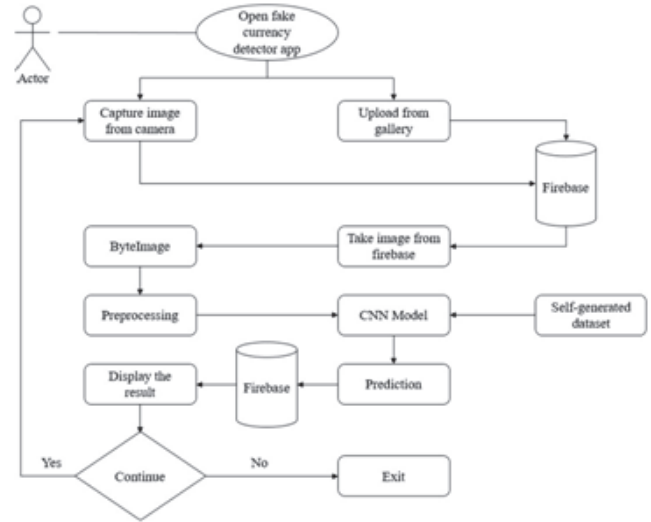 Open fake
currency
detector app
Actor
Capture image
from camera
Upload from
gallery
Firebase
ByteImage
Take image from
firebase
Preprocessing
CNN Model
Self-generated
dataset
Display the
result
Firebase
Prediction
Yes
Continue
No
Exit